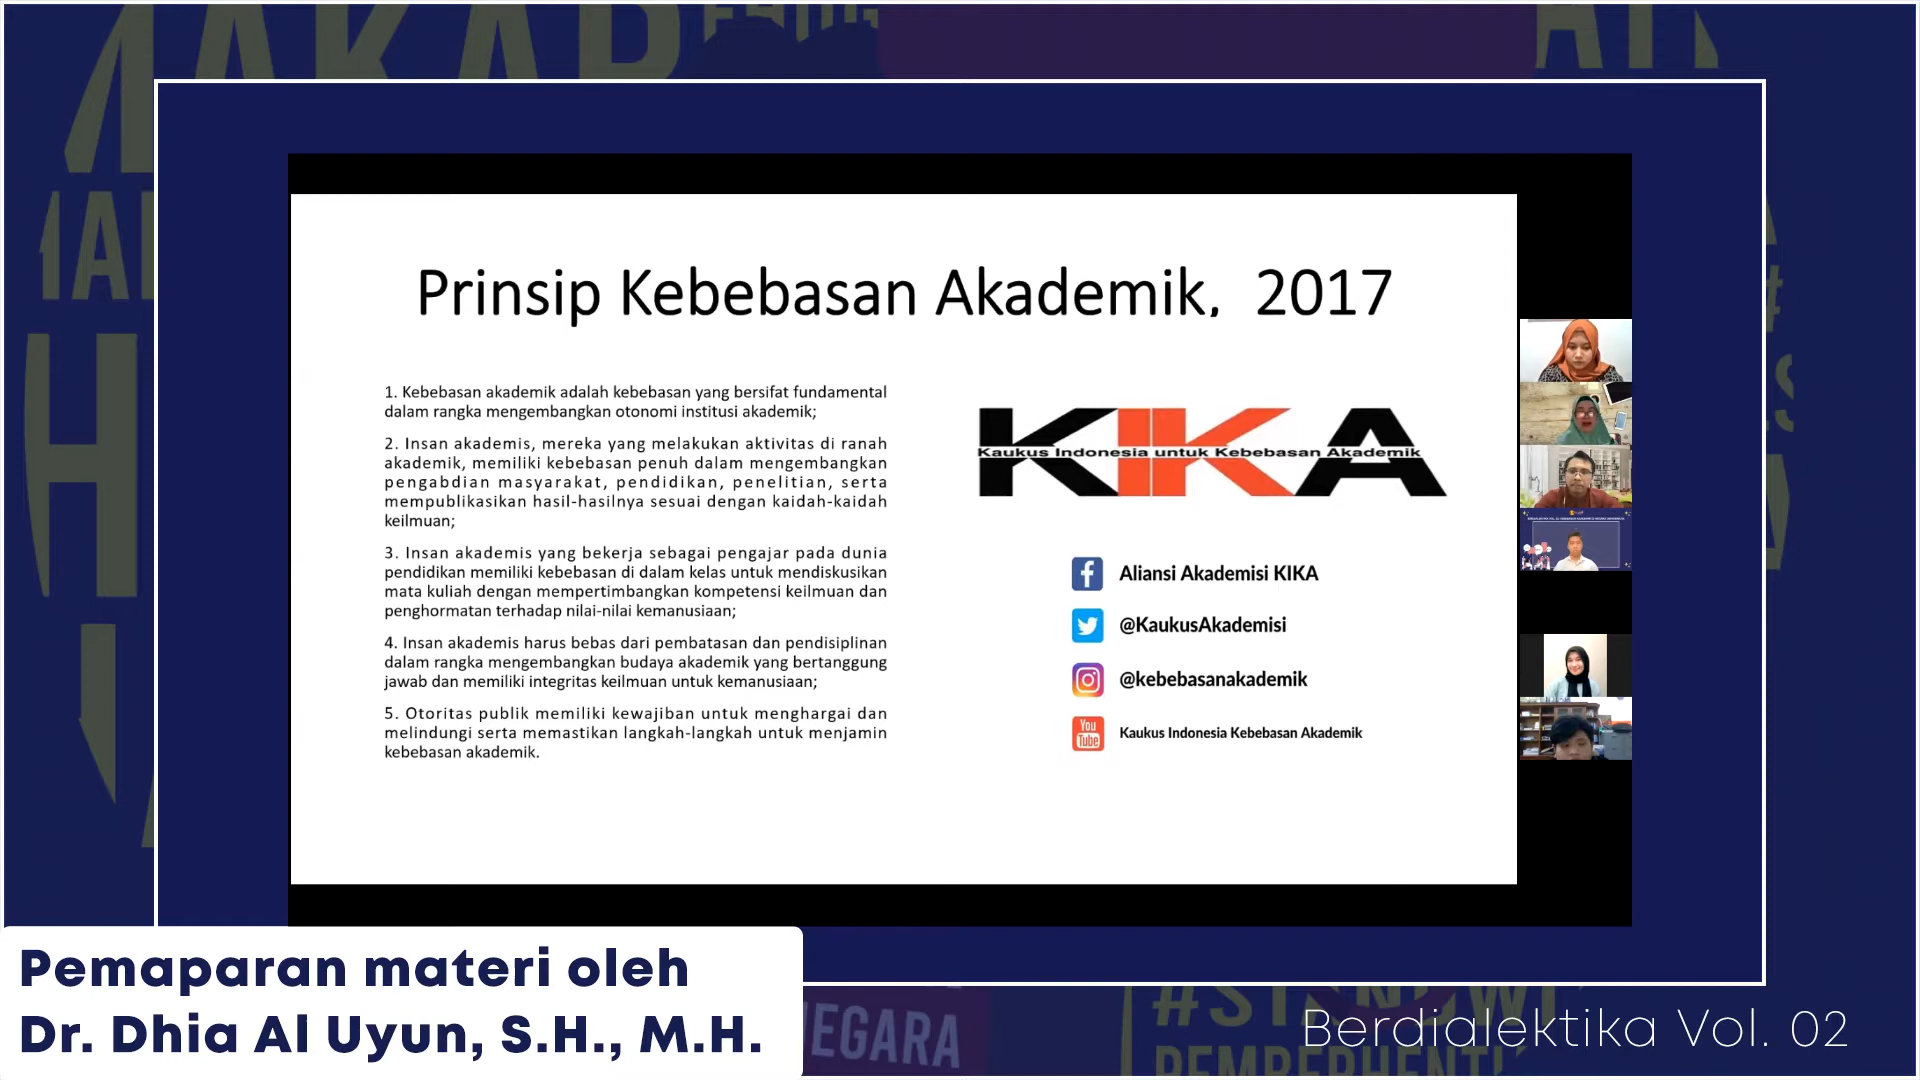 Prinsip Kebebasan Akademik, 2017
1. Kebebasan akademik adalah kebebasan yang bersifat fundamental
dalam rangka mengembangkan otonomi institusi akademik;
2. Insan akademis, mereka yang melakukan aktivitas di ranah
akademik, memiliki kebebasan penuh dalam mengembangkan
pengabdian masyarakat, pendidikan, penelitian, serta
mempublikasikan hasil-hasilnya sesuai dengan kaidah-kaidah
keilmuan;
3. Insan akademis yang bekerja sebagai pengajar pada dunia
pendidikan memiliki kebebasan di dalam kelas untuk mendiskusikan
mata kuliah dengan mempertimbangkan kompetensi keilmuan dan
penghormatan terhadap nilai-nilai kemanusiaan;
4. Insan akademis harus bebas dari pembatasan dan pendisiplinan
dalam rangka mengembangkan budaya akademik yang bertanggung
jawab dan memiliki integritas keilmuan untuk kemanusiaan;
5. Otoritas publik memiliki kewajiban untuk menghargai dan
melindungi serta memastikan langkah-langkah untuk menjamin
kebebasan akademik.
KIKA
Kaukus Indonesia untuk Kebebasan Akademik
Aliansi Akademisi KIKA
@KaukusAkademisi
@kebebasanakademik
You
Tube
Kaukus Indonesia Kebebasan Akademik
Pemaparan materi oleh
Dr. Dhia Al Uyun, S.H., M.H.
EGARA
Berdialektika Vol. 02